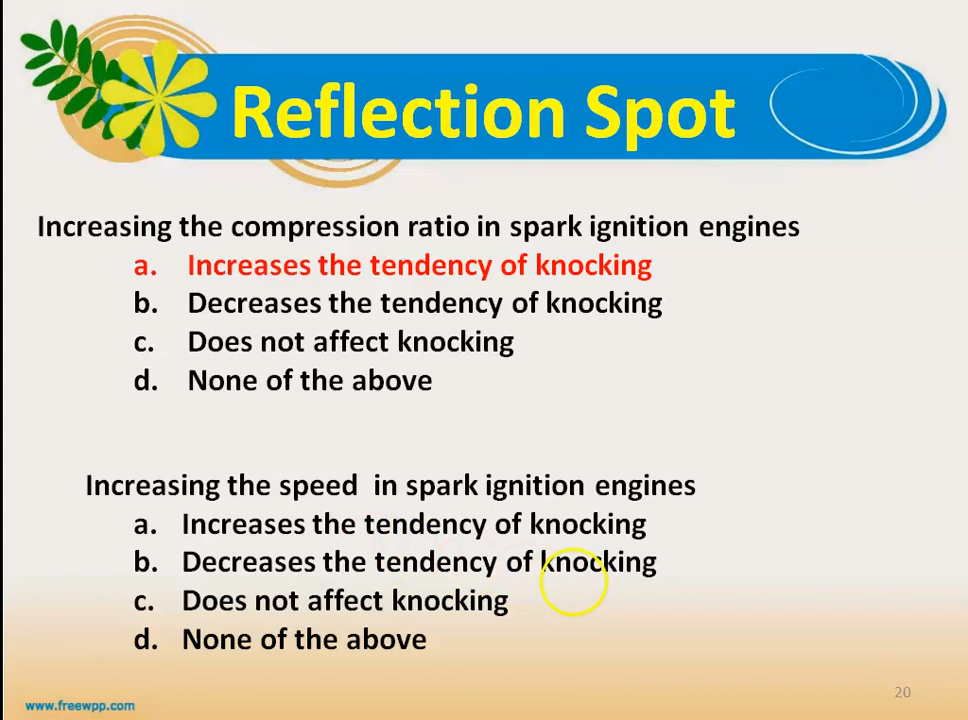 Reflection Spot
Increasing the compression ratio in spark ignition engines
a. Increases the tendency of knocking
b. Decreases the tendency of knocking
c. Does not affect knocking
d. None of the above
Increasing the speed in spark ignition engines
a. Increases the tendency of knocking
b. Decreases the tendency of knocking
c. Does not affect knocking
d. None of the above
20
www.freewpp.com